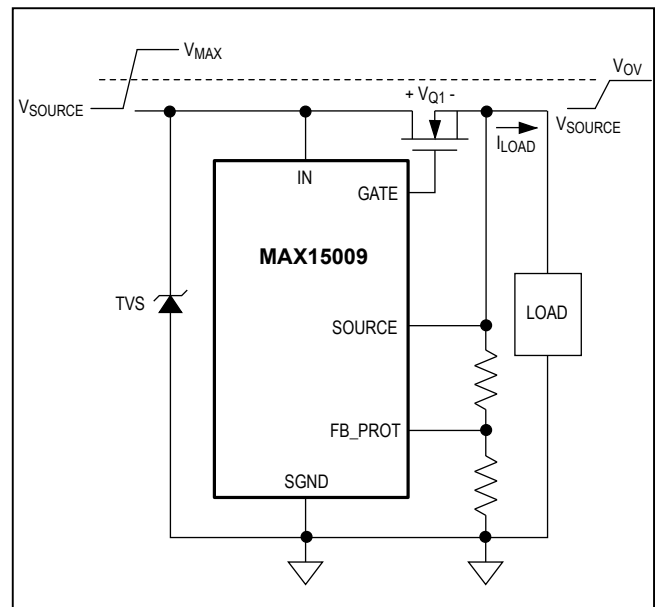 VMAX
VOV
VSOURCE
+ VQ1 -
VSOURCE
ILOAD
IN
GATE
MAX15009
TVS
LOAD
SOURCE
FB_PROT
SGND